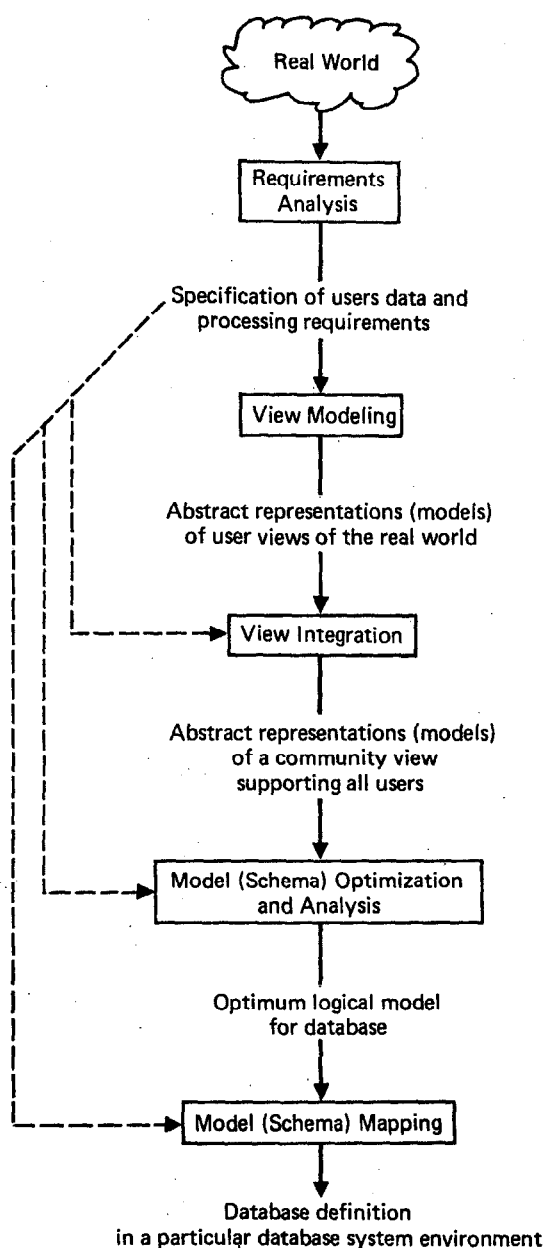 Real World
Requirements
Analysis
Specification of users data and
processing requirements
View Modeling
Abstract representations (models)
of user views of the real world
View Integration
Abstract representations (models)
of a community view
supporting all users
Model (Schema) Optimization
and Analysis
Optimum logical model
for database
Model (Schema) Mapping
Database definition
in a particular database system environment